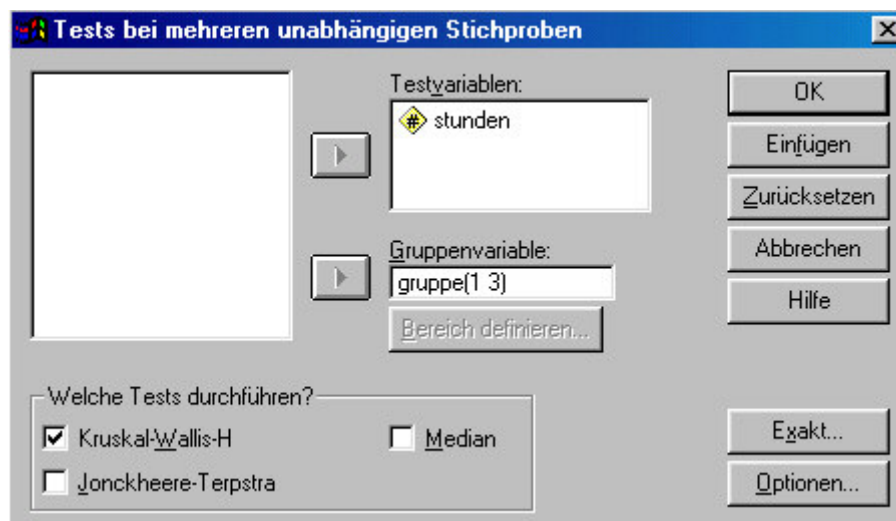 Tests bei mehreren unabhängigen Stichproben
Testvariablen:
# stunden
Gruppenvariable:
gruppe(1 3)
Bereich definieren...
OK
Einfügen
Zurücksetzen
Abbrechen
Hilfe
Welche Tests durchführen?
Kruskal-Wallis-H
Median
Jonckheere-Terpstra
Exakt...
Optionen...